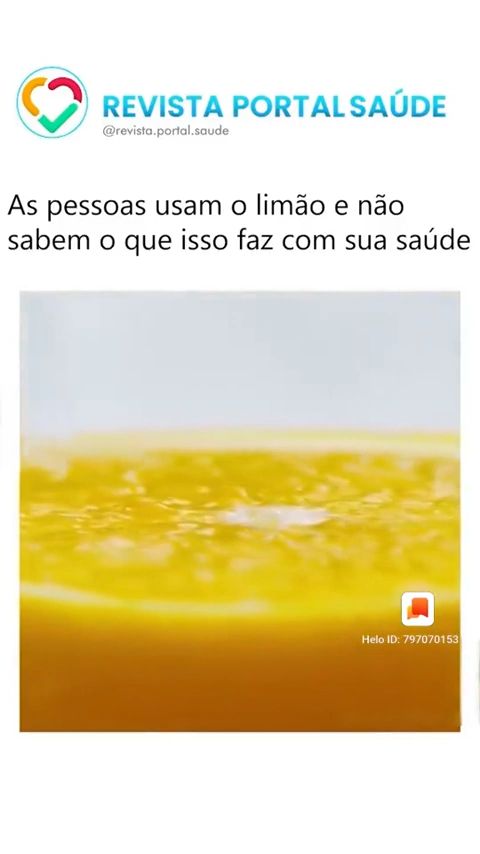 REVISTA PORTAL SAÚDE
@revista.portal.saude
As pessoas usam o limão e não
sabem o que isso faz com sua saúde
Helo ID: 797070153